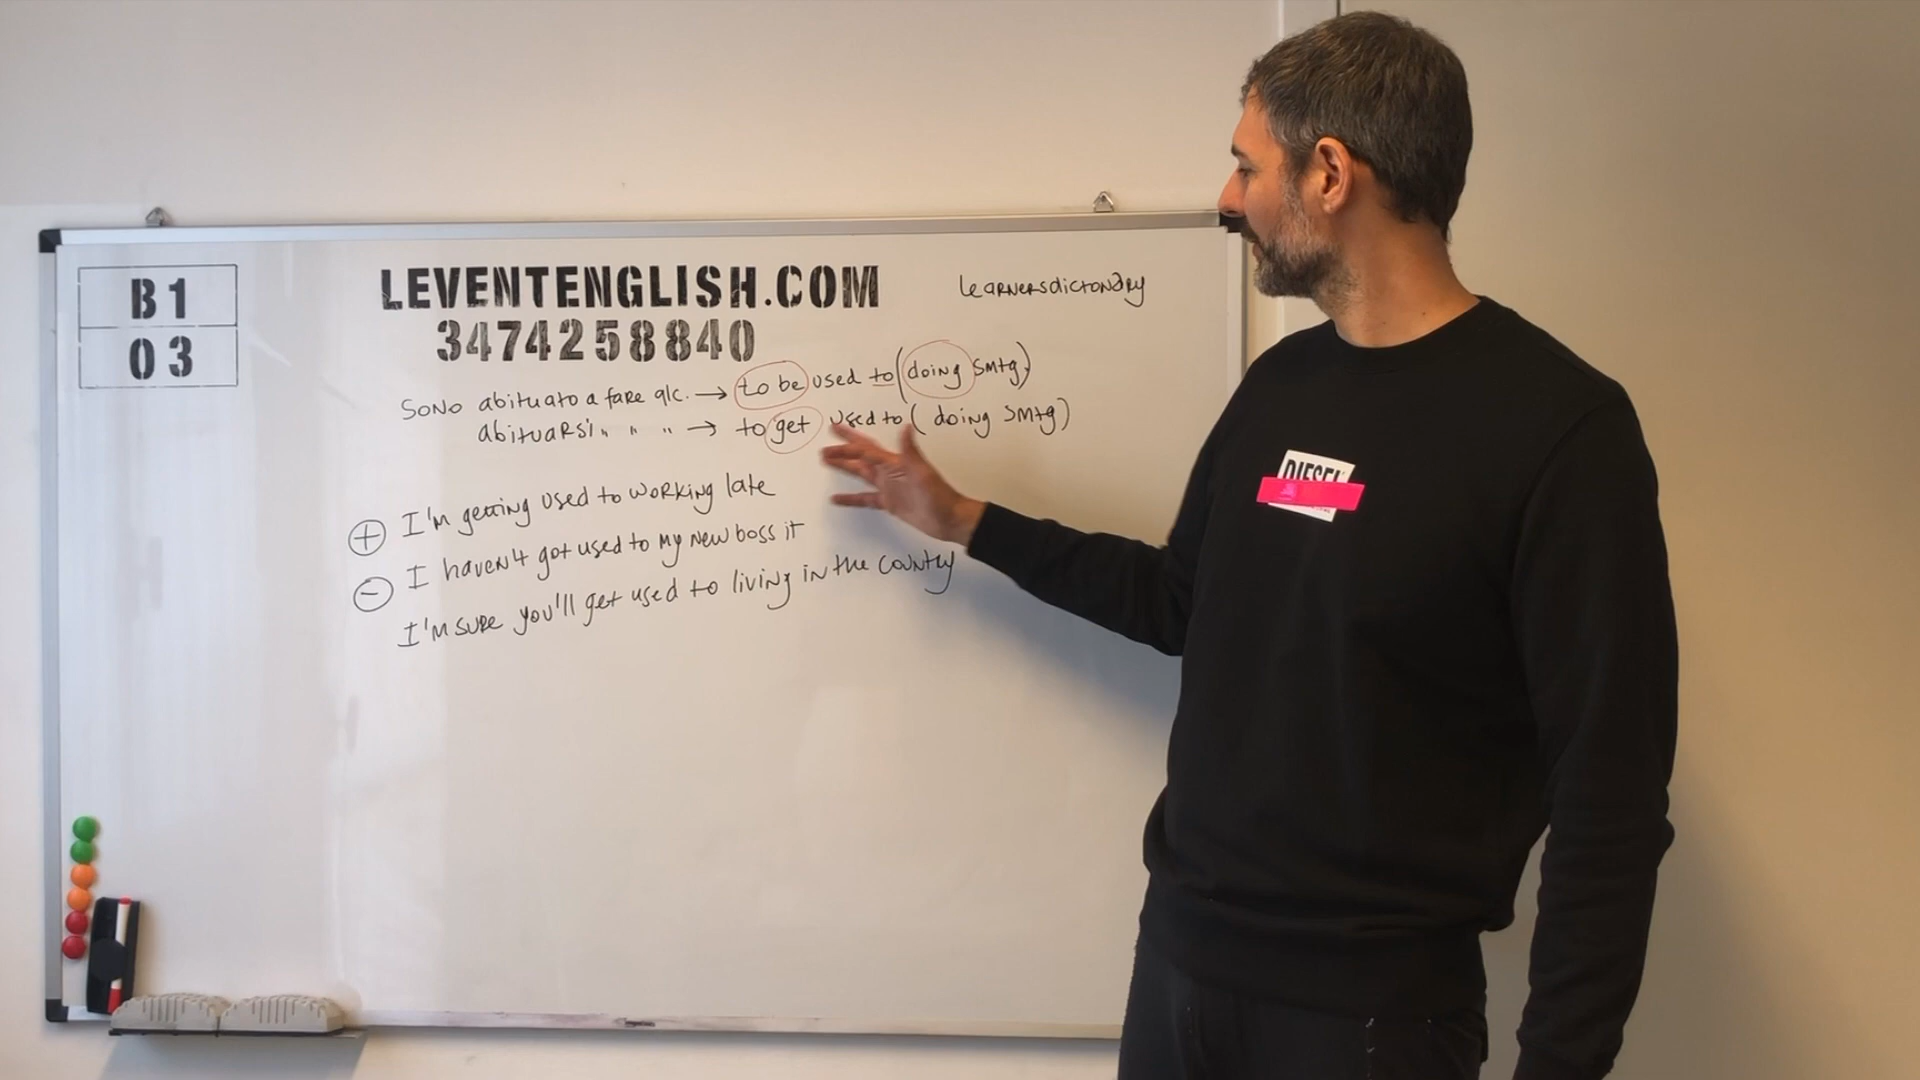 B1
03
LEVENTENGLISH.COM
3474258840
learnersdictonary
sono abituato a fare qlc. → to be used to (doing smtg)
abituarsi " " " → to get used to (doing smtg)
+ I'm getting used to working late
I haven't got used to my new boss it
− I'm sure you'll get used to living in the country
DIESEL